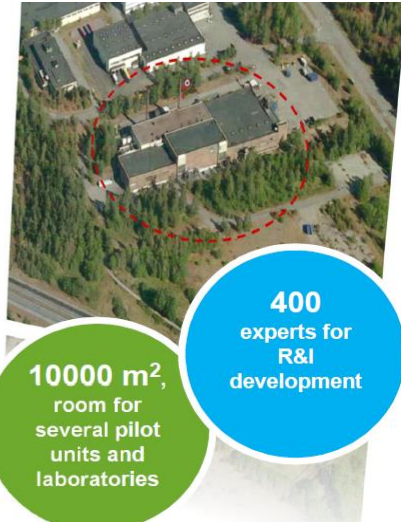 400
experts for
R&I
development
10000 m²,
room for
several pilot
units and
laboratories